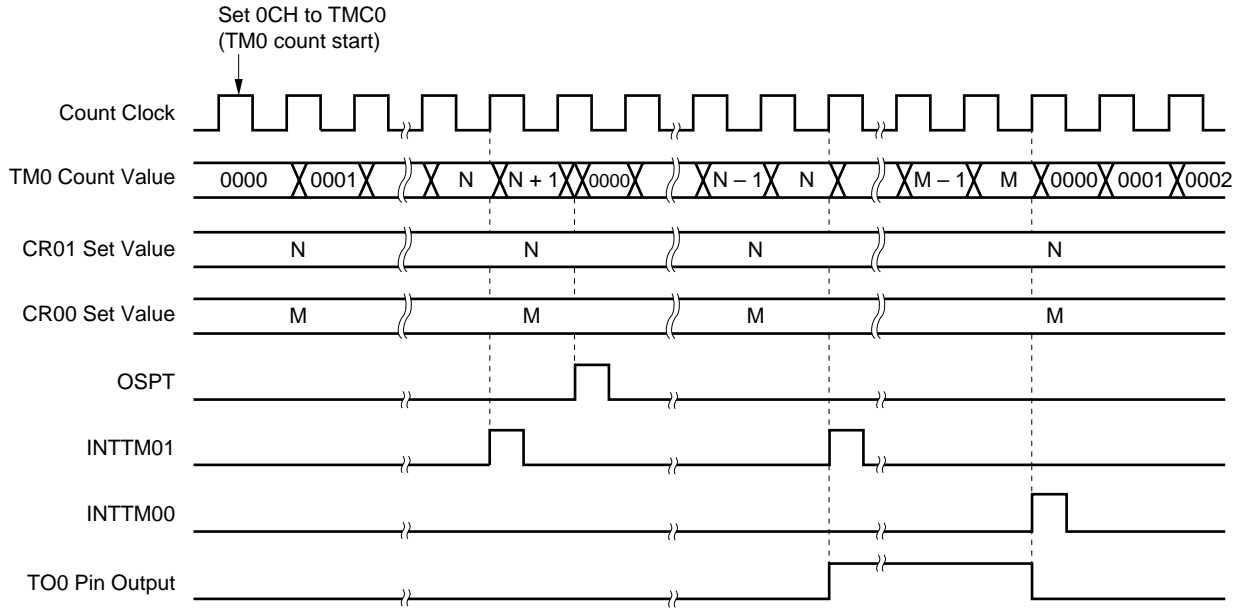 Set 0CH to TMC0
(TM0 count start)
Count Clock
TM0 Count Value 0000 0001 N N + 1 0000 N – 1 N M – 1 M 0000 0001 0002
CR01 Set Value N N N N
CR00 Set Value M M M M
OSPT
INTTM01
INTTM00
TO0 Pin Output